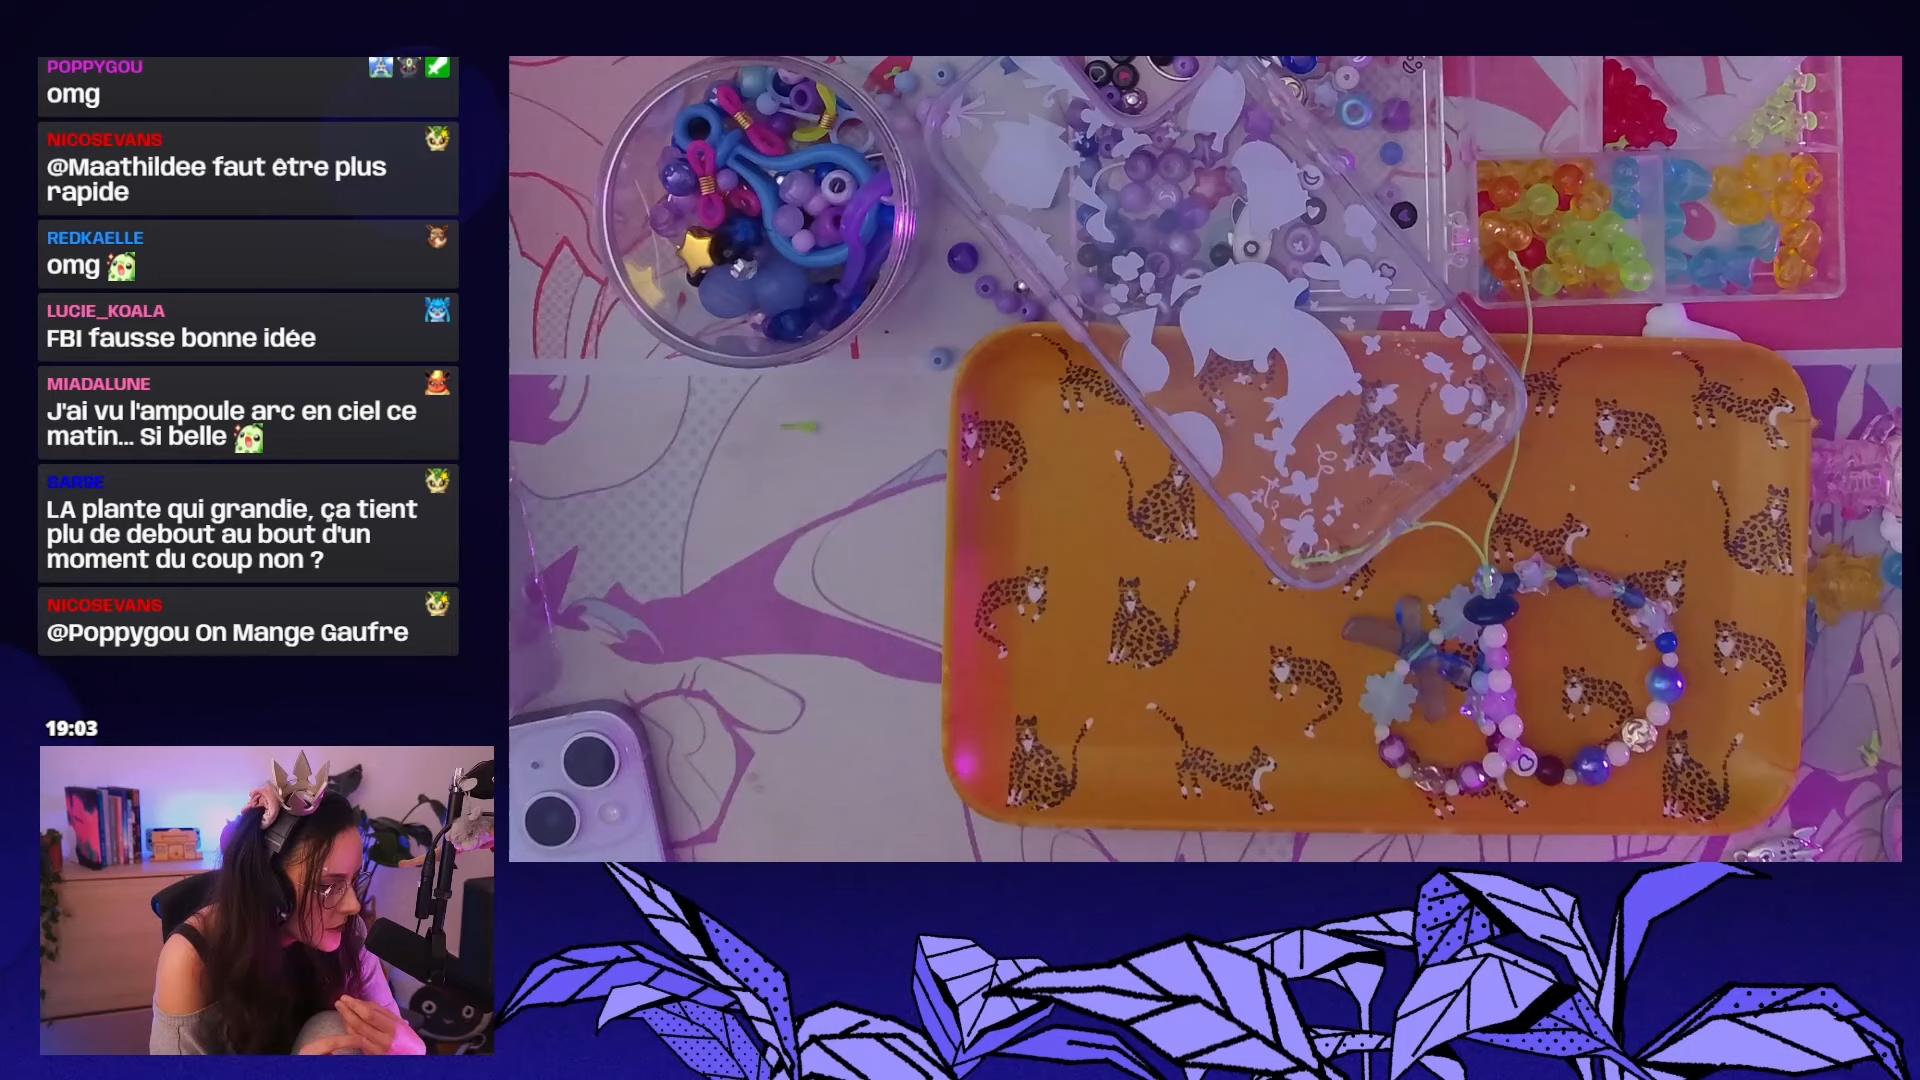 POPPYGOU
omg
NICOSEVANS
@Maathildee faut être plus
rapide
REDKAELLE
omg
LUCIE_KOALA
FBI fausse bonne idée
MIADALUNE
J'ai vu l'ampoule arc en ciel ce
matin... Si belle
SAR9E
LA plante qui grandie, ça tient
plu de debout au bout d'un
moment du coup non ?
NICOSEVANS
@Poppygou On Mange Gaufre
19:03